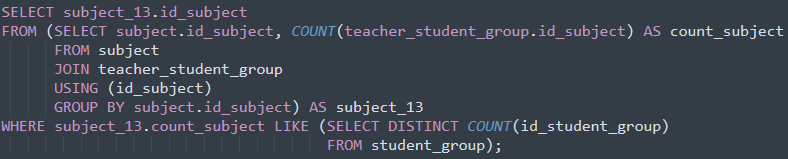 SELECT subject_13.id_subject
FROM (SELECT subject.id_subject, COUNT(teacher_student_group.id_subject) AS count_subject
FROM subject
JOIN teacher_student_group
USING (id_subject)
GROUP BY subject.id_subject) AS subject_13
WHERE subject_13.count_subject LIKE (SELECT DISTINCT COUNT(id_student_group)
FROM student_group);